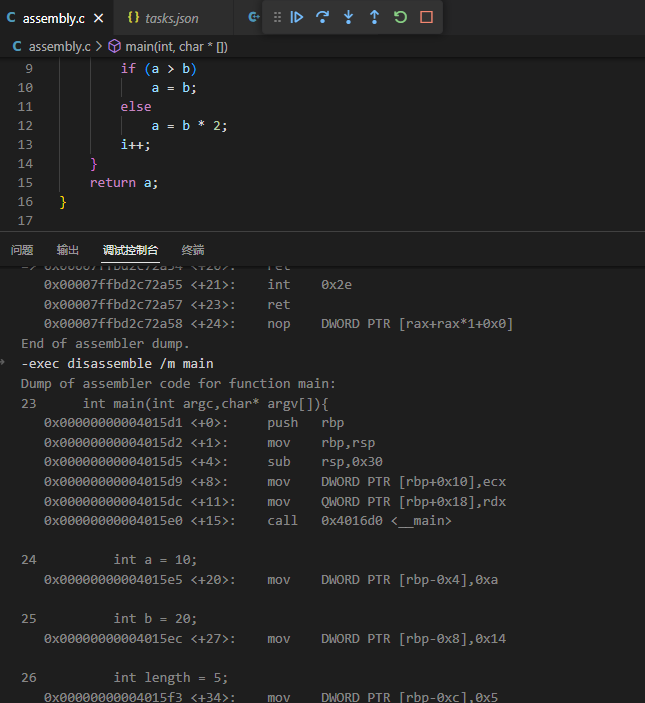 assembly.c
tasks.json
assembly.c > main(int, char * [])
9 if (a > b)
10 a = b;
11 else
12 a = b * 2;
13 i++;
14 }
15 return a;
16 }
17
问题 输出 调试控制台 终端
=> 0x00007ffbd2c72a54 <+20>: ret
0x00007ffbd2c72a55 <+21>: int 0x2e
0x00007ffbd2c72a57 <+23>: ret
0x00007ffbd2c72a58 <+24>: nop DWORD PTR [rax+rax*1+0x0]
End of assembler dump.
-exec disassemble /m main
Dump of assembler code for function main:
23 int main(int argc,char* argv[]){
0x00000000004015d1 <+0>: push rbp
0x00000000004015d2 <+1>: mov rbp,rsp
0x00000000004015d5 <+4>: sub rsp,0x30
0x00000000004015d9 <+8>: mov DWORD PTR [rbp+0x10],ecx
0x00000000004015dc <+11>: mov QWORD PTR [rbp+0x18],rdx
0x00000000004015e0 <+15>: call 0x4016d0 <__main>
24 int a = 10;
0x00000000004015e5 <+20>: mov DWORD PTR [rbp-0x4],0xa
25 int b = 20;
0x00000000004015ec <+27>: mov DWORD PTR [rbp-0x8],0x14
26 int length = 5;
0x00000000004015f3 <+34>: mov DWORD PTR [rbp-0xc],0x5